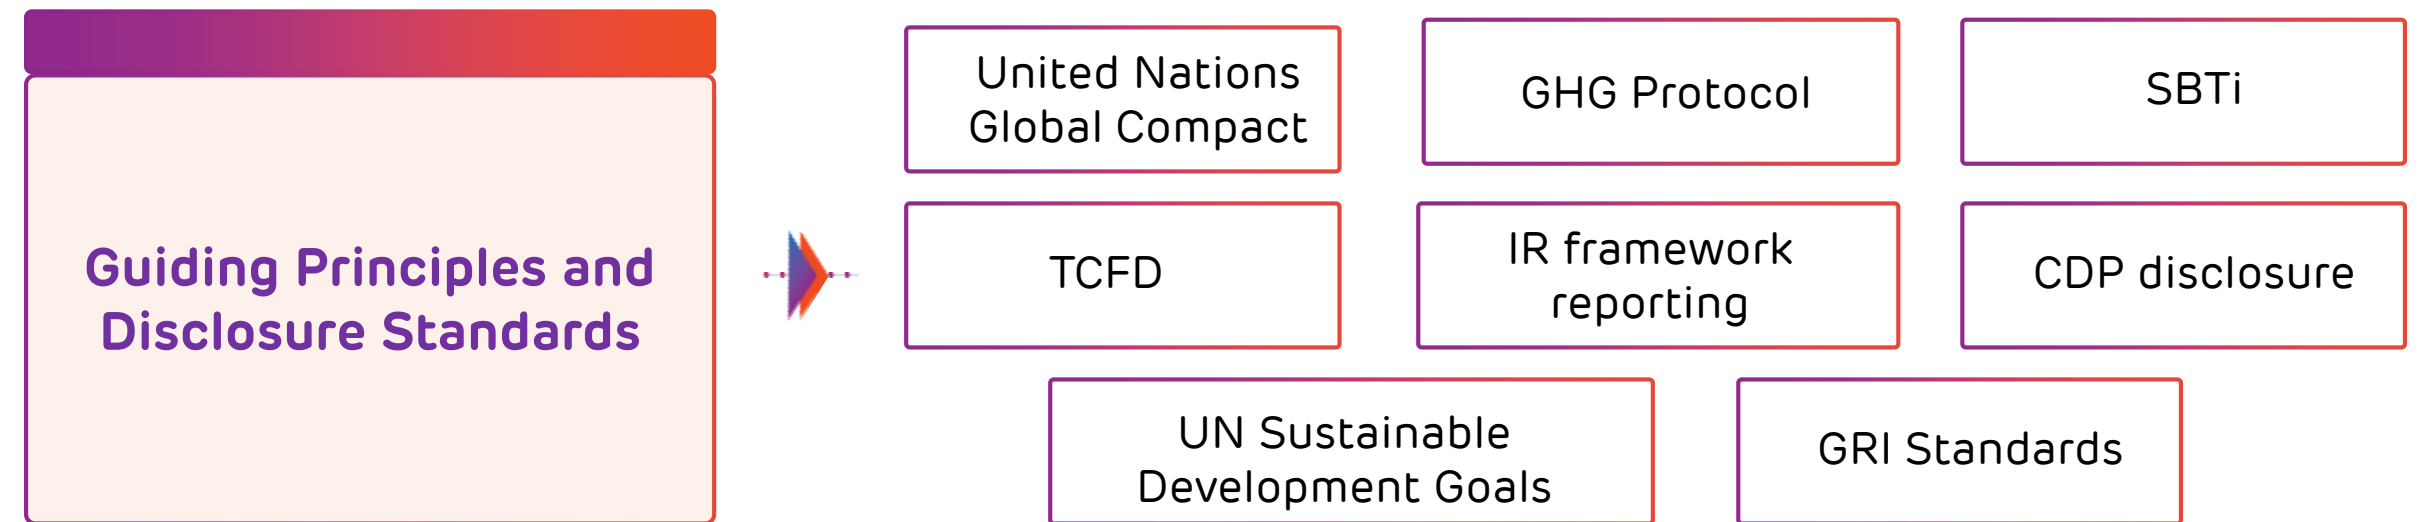 Guiding Principles and
Disclosure Standards
United Nations
Global Compact
GHG Protocol
SBTi
TCFD
IR framework
reporting
CDP disclosure
UN Sustainable
Development Goals
GRI Standards